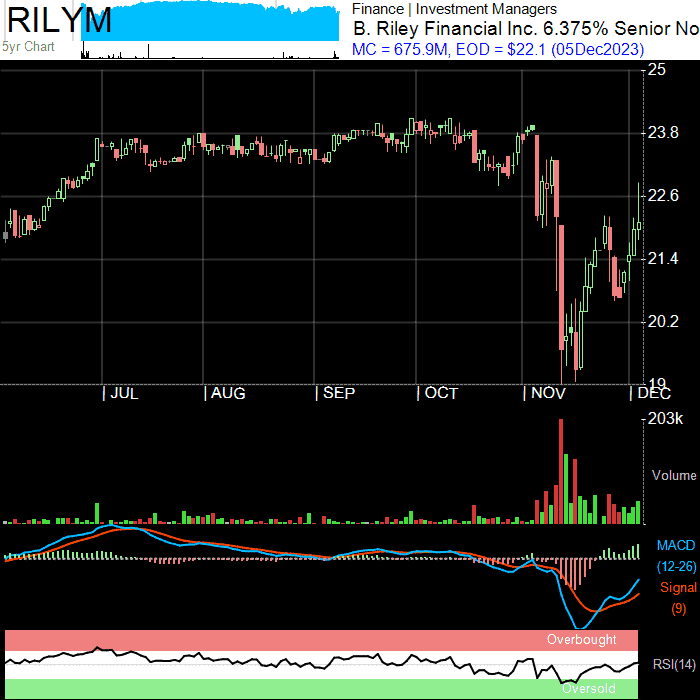 RILYM
5yr Chart
Finance | Investment Managers
B. Riley Financial Inc. 6.375% Senior No
MC = 675.9M, EOD = $22.1 (05Dec2023)
25
23.8
22.6
21.4
20.2
19
| JUL | AUG | SEP | OCT | NOV | DEC
203k
Volume
MACD
(12-26)
Signal
(9)
Overbought
RSI(14)
Oversold